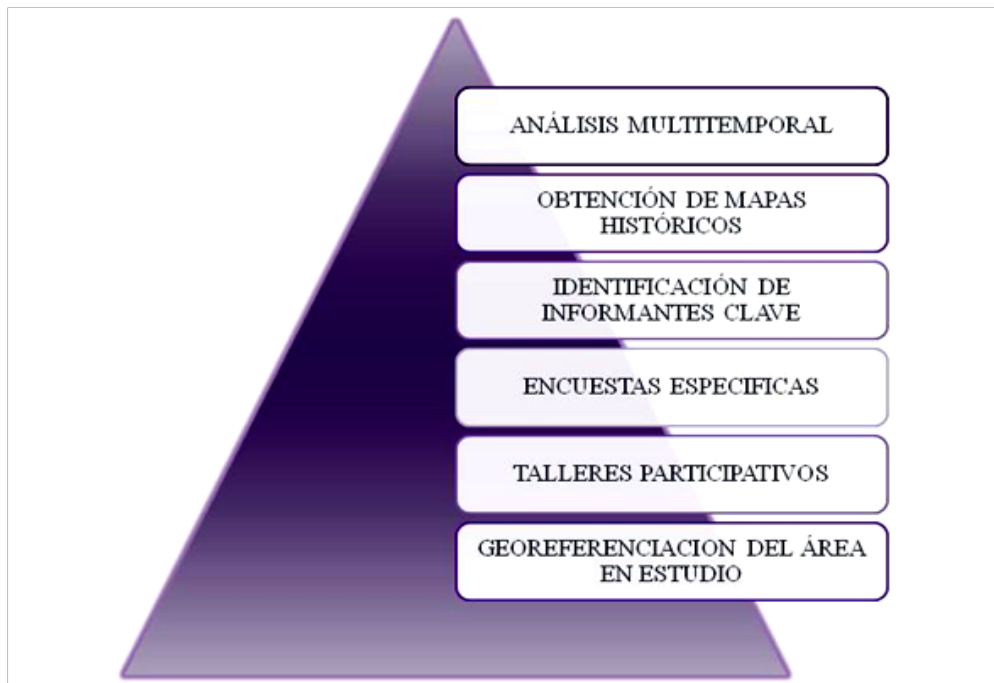 ANÁLISIS MULTITEMPORAL
OBTENCIÓN DE MAPAS
HISTÓRICOS
IDENTIFICACIÓN DE
INFORMANTES CLAVE
ENCUESTAS ESPECIFICAS
TALLERES PARTICIPATIVOS
GEOREFERENCIACION DEL ÁREA
EN ESTUDIO